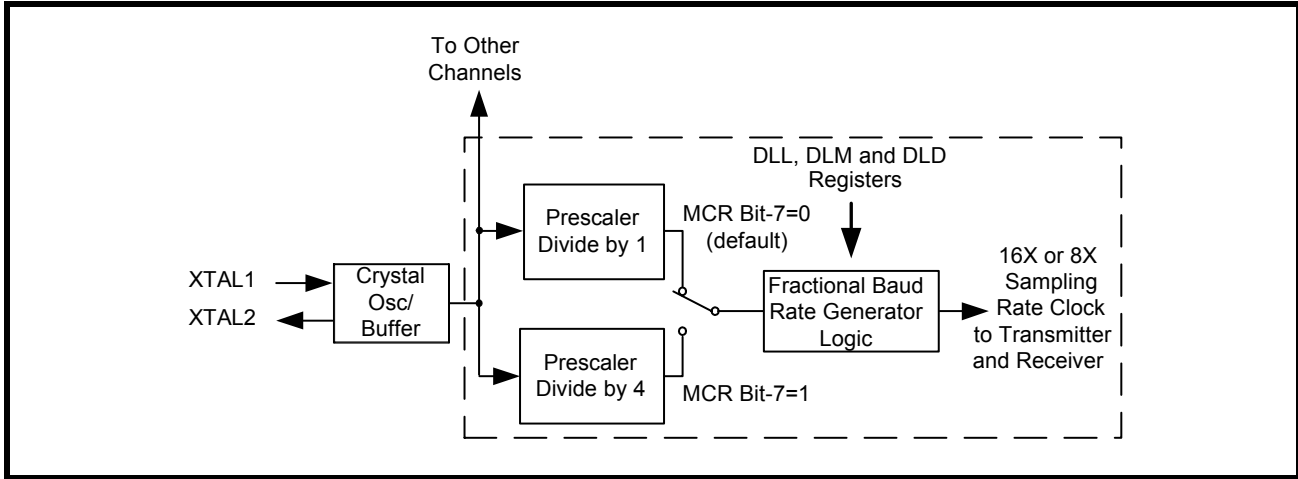 To Other
Channels
DLL, DLM and DLD
Registers
Prescaler
Divide by 1
MCR Bit-7=0
(default)
16X or 8X
Sampling
Rate Clock
to Transmitter
and Receiver
XTAL1
XTAL2
Crystal
Osc/
Buffer
Fractional Baud
Rate Generator
Logic
Prescaler
Divide by 4
MCR Bit-7=1